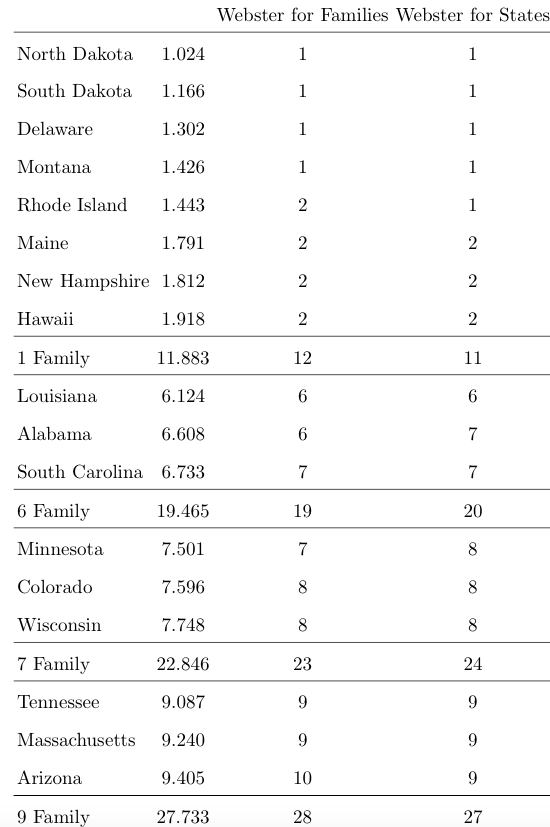 Webster for Families Webster for States
North Dakota 1.024 1 1
South Dakota 1.166 1 1
Delaware 1.302 1 1
Montana 1.426 1 1
Rhode Island 1.443 2 1
Maine 1.791 2 2
New Hampshire 1.812 2 2
Hawaii 1.918 2 2
1 Family 11.883 12 11
Louisiana 6.124 6 6
Alabama 6.608 6 7
South Carolina 6.733 7 7
6 Family 19.465 19 20
Minnesota 7.501 7 8
Colorado 7.596 8 8
Wisconsin 7.748 8 8
7 Family 22.846 23 24
Tennessee 9.087 9 9
Massachusetts 9.240 9 9
Arizona 9.405 10 9
9 Family 27.733 28 27